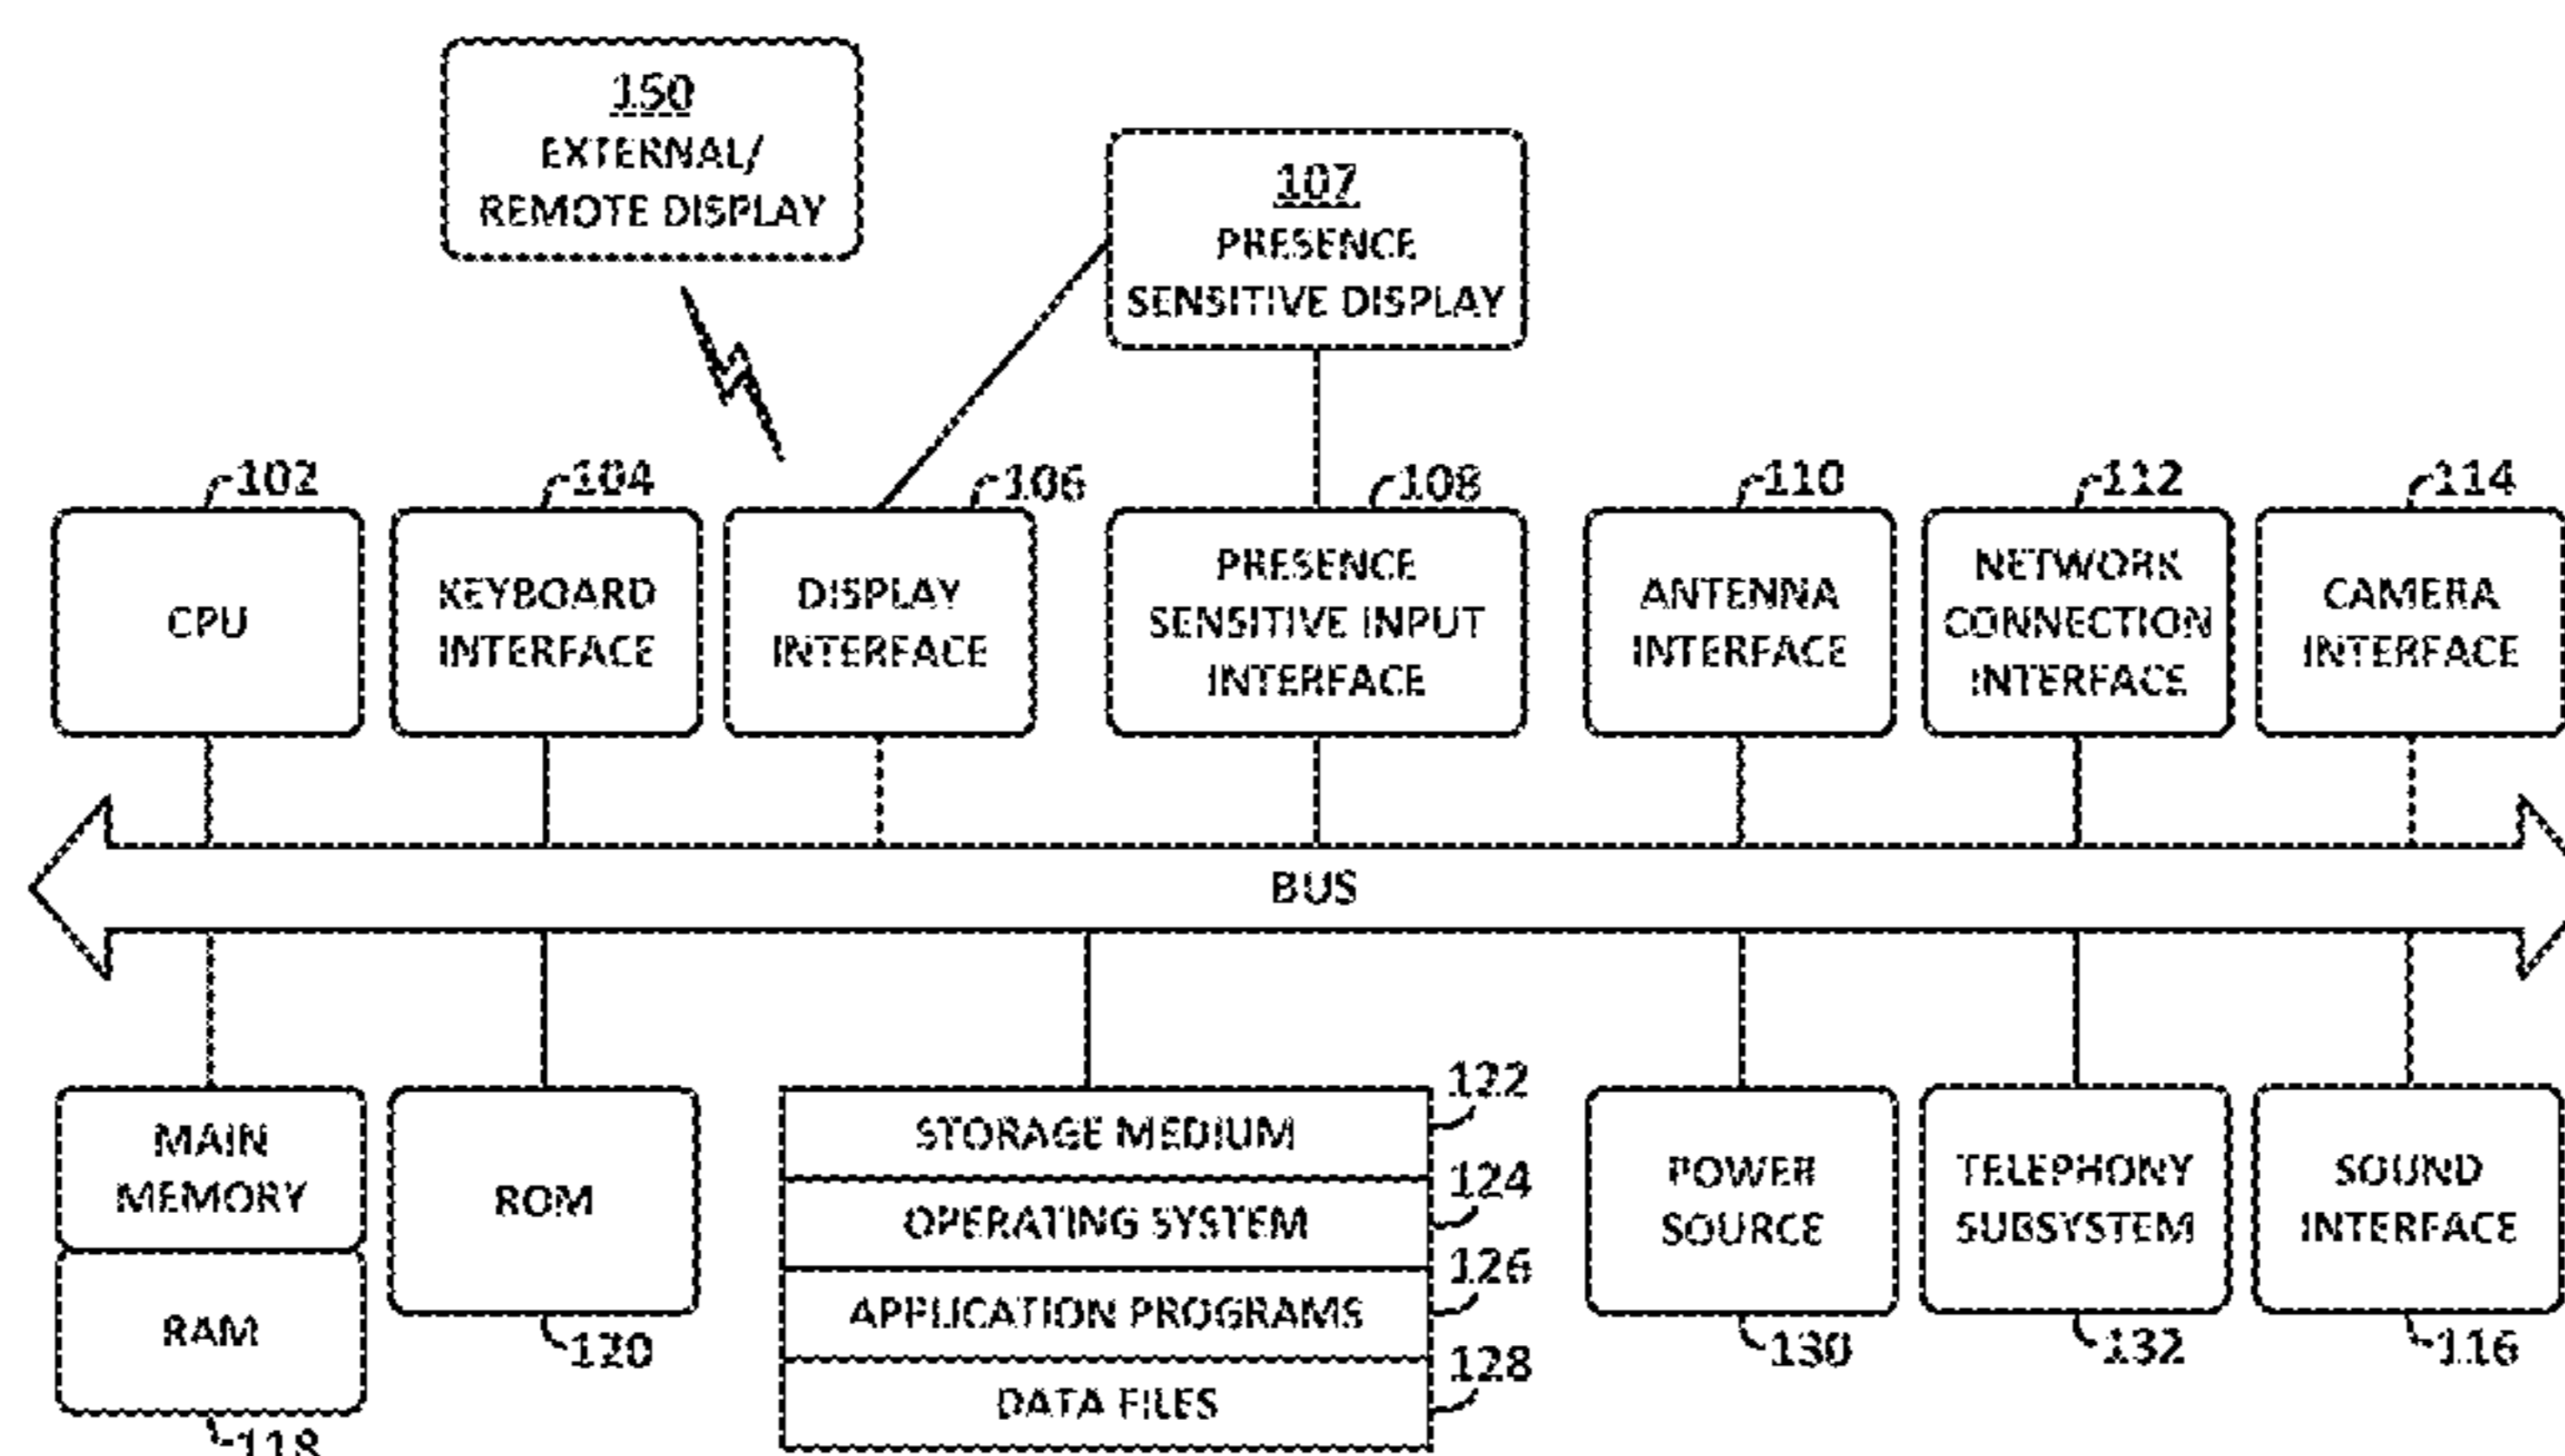 150
EXTERNAL/
REMOTE DISPLAY
107
PRESENCE
SENSITIVE DISPLAY
102
104
106
108
110
112
114
CPU
KEYBOARD
INTERFACE
DISPLAY
INTERFACE
PRESENCE
SENSITIVE INPUT
INTERFACE
ANTENNA
INTERFACE
NETWORK
CONNECTION
INTERFACE
CAMERA
INTERFACE
BUS
MAIN
MEMORY
RAM
118
ROM
120
STORAGE MEDIUM
122
OPERATING SYSTEM
124
APPLICATION PROGRAMS
126
DATA FILES
128
POWER
SOURCE
130
TELEPHONY
SUBSYSTEM
132
SOUND
INTERFACE
116